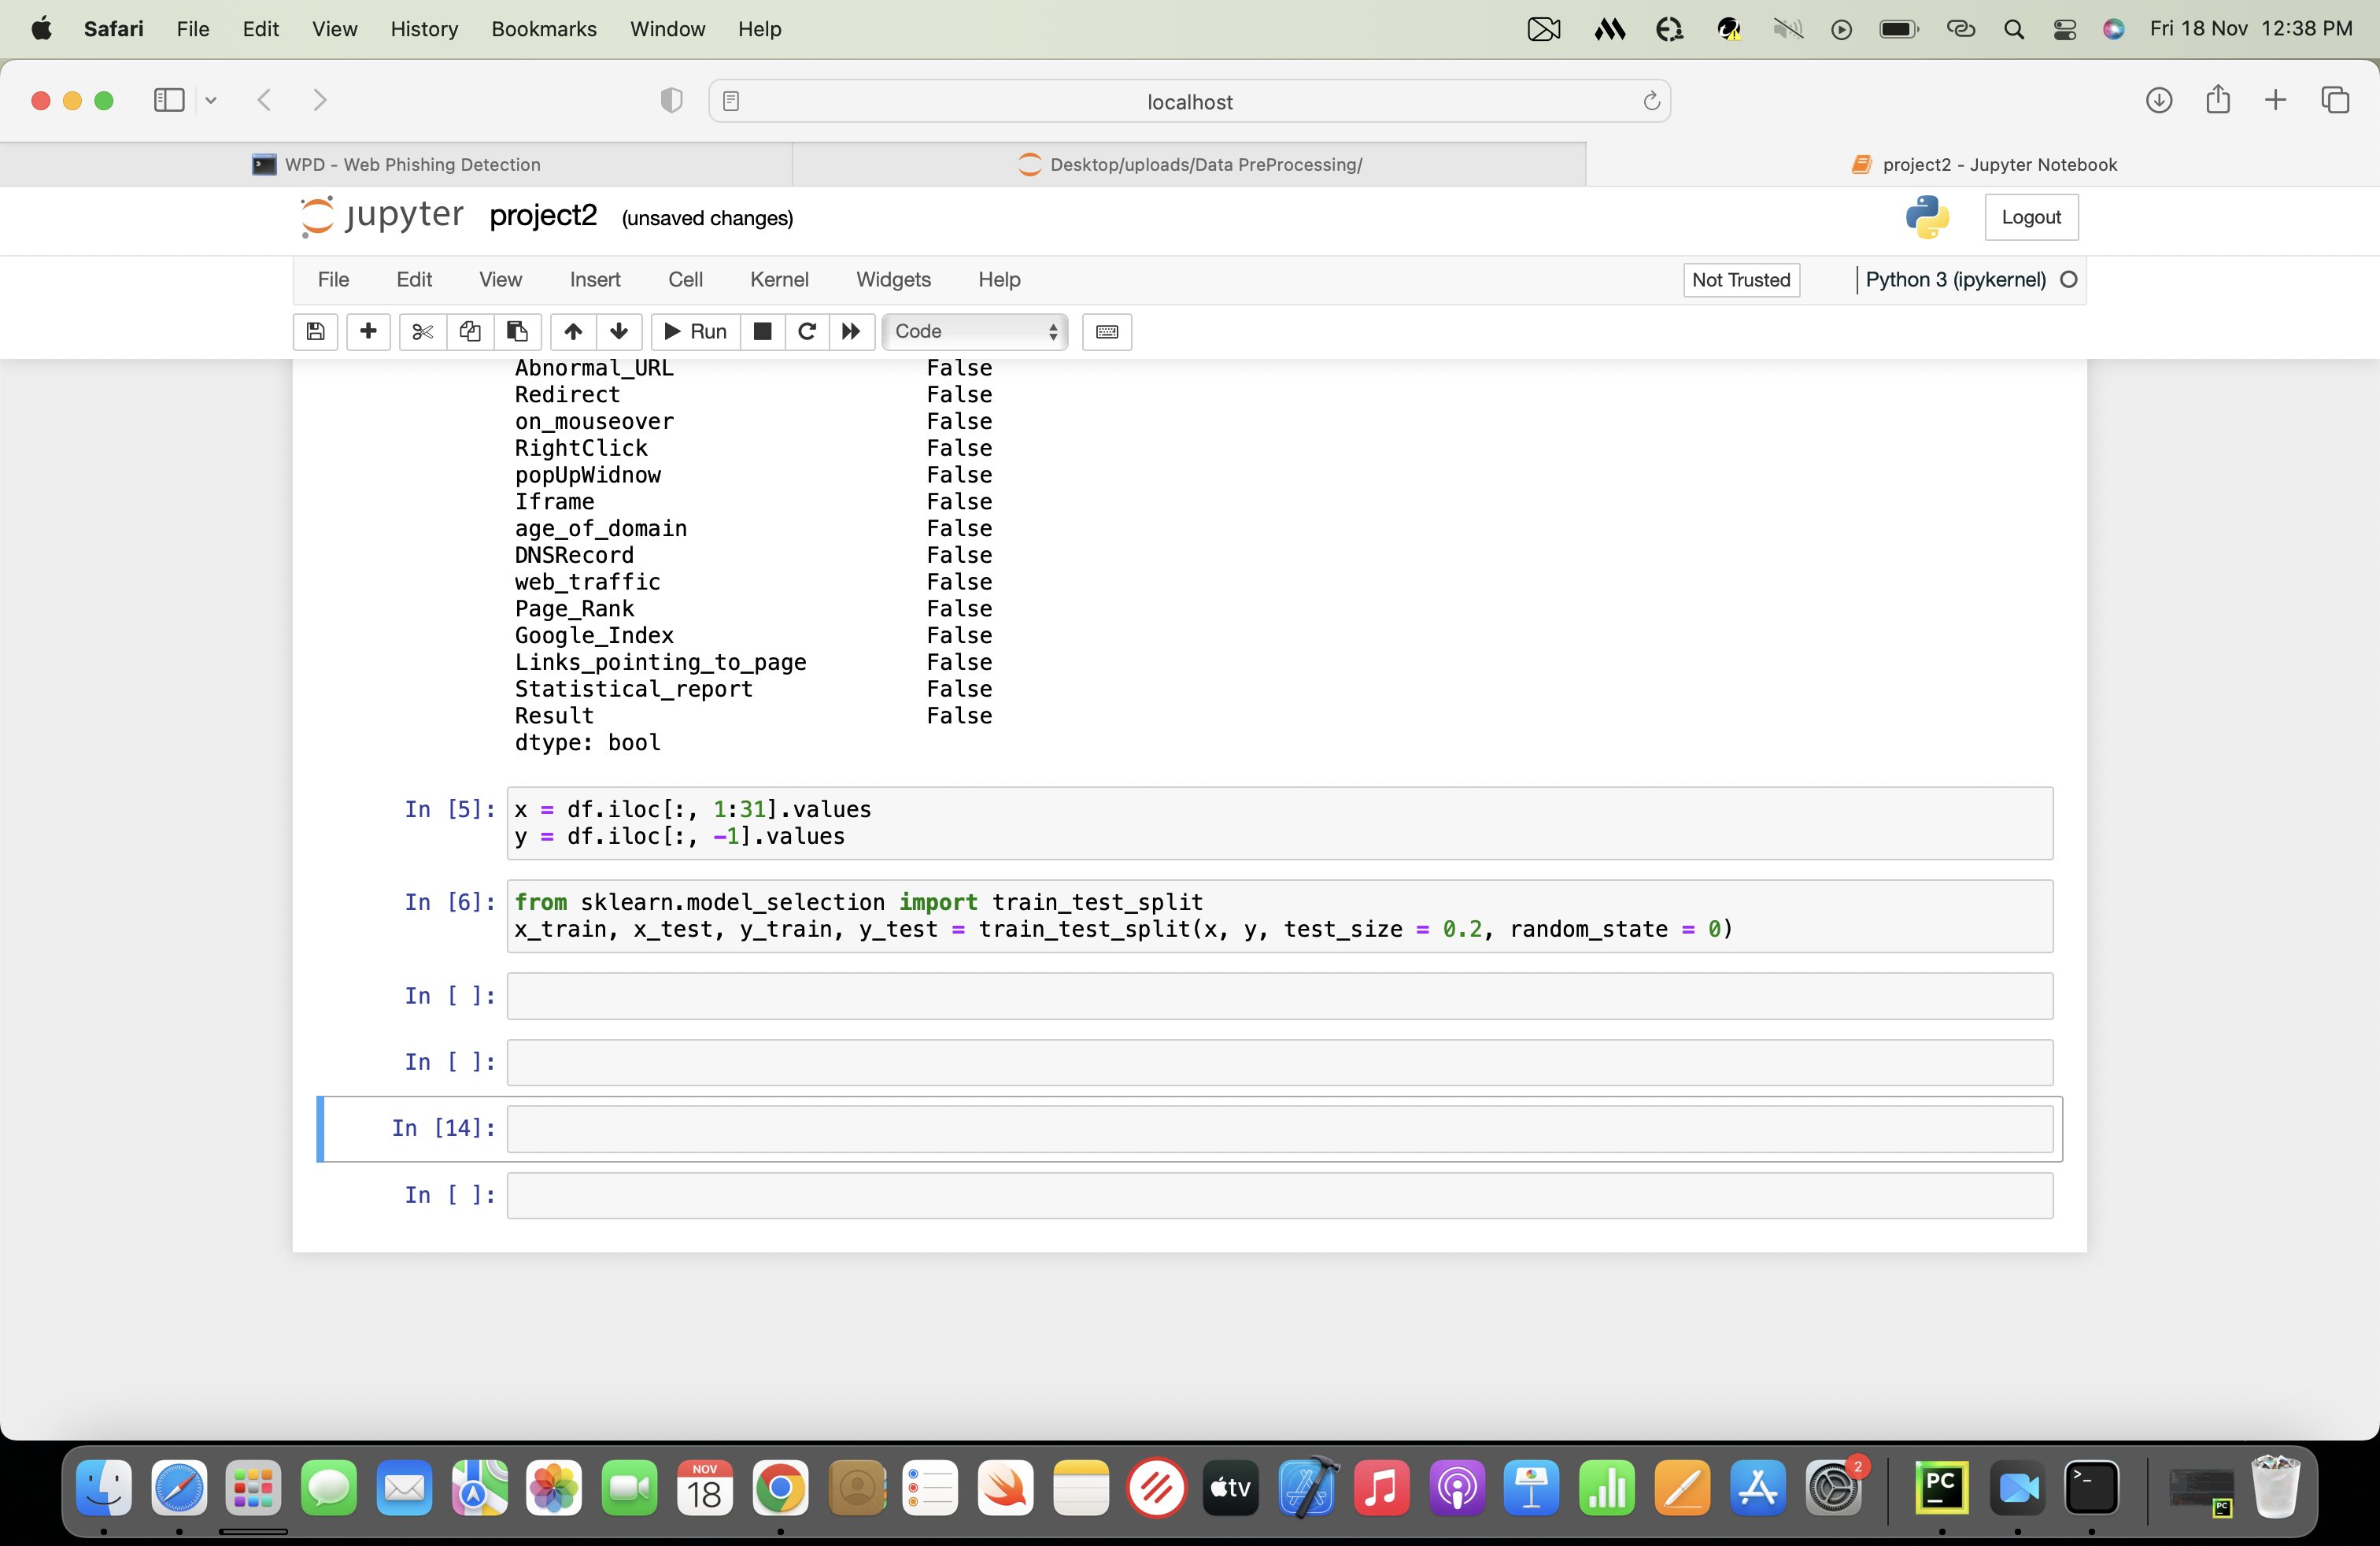 Safari File Edit View History Bookmarks Window Help Fri 18 Nov 12:38 PM
localhost
WPD - Web Phishing Detection Desktop/uploads/Data PreProcessing/ project2 - Jupyter Notebook
jupyter project2 (unsaved changes) Logout
File Edit View Insert Cell Kernel Widgets Help Not Trusted Python 3 (ipykernel)
Run Code
Abnormal_URL False
Redirect False
on_mouseover False
RightClick False
popUpWidnow False
Iframe False
age_of_domain False
DNSRecord False
web_traffic False
Page_Rank False
Google_Index False
Links_pointing_to_page False
Statistical_report False
Result False
dtype: bool
In [5]: x = df.iloc[:, 1:31].values
y = df.iloc[:, -1].values
In [6]: from sklearn.model_selection import train_test_split
x_train, x_test, y_train, y_test = train_test_split(x, y, test_size = 0.2, random_state = 0)
In [ ]:
In [ ]:
In [14]:
In [ ]:
NOV
18
tv
2
PC
>_
PC